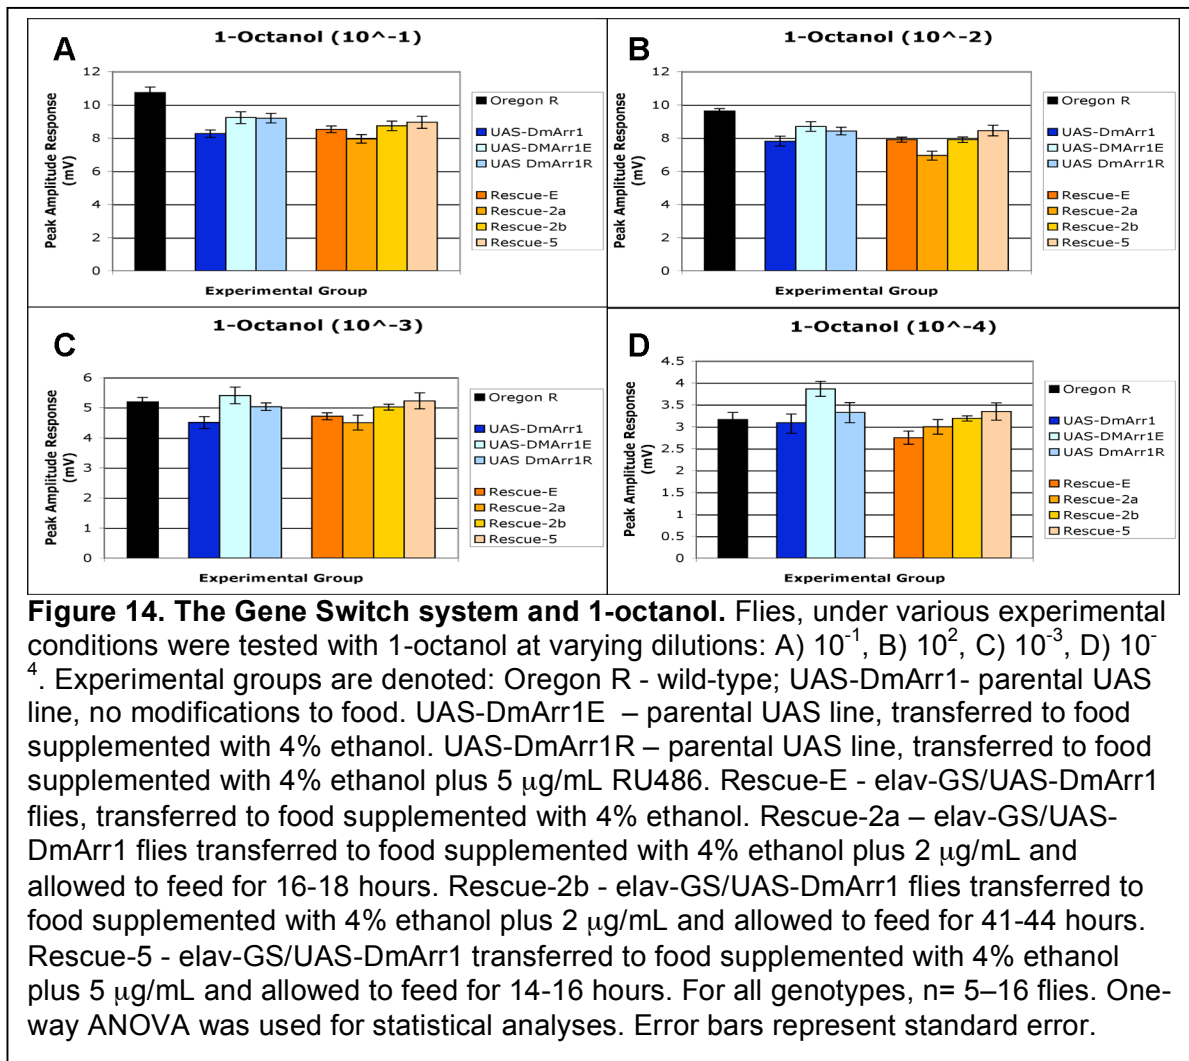 A
1-Octanol (10^-1)
Peak Amplitude Response
(mV)
12
10
8
6
4
2
0
Experimental Group
Oregon R
UAS-DmArr1
UAS-DMArr1E
UAS DmArr1R
Rescue-E
Rescue-2a
Rescue-2b
Rescue-5
B
1-Octanol (10^-2)
Peak Amplitude Response
(mV)
12
10
8
6
4
2
0
Experimental Group
Oregon R
UAS-DmArr1
UAS-DMArr1E
UAS DmArr1R
Rescue-E
Rescue-2a
Rescue-2b
Rescue-5
C
1-Octanol (10^-3)
Peak Amplitude Response
(mV)
6
5
4
3
2
1
0
Experimental Group
Oregon R
UAS-DmArr1
UAS-DMArr1E
UAS DmArr1R
Rescue-E
Rescue-2a
Rescue-2b
Rescue-5
D
1-Octanol (10^-4)
Peak Amplitude Response
(mV)
4.5
4
3.5
3
2.5
2
1.5
1
0.5
0
Experimental Group
Oregon R
UAS-DmArr1
UAS-DMArr1E
UAS DmArr1R
Rescue-E
Rescue-2a
Rescue-2b
Rescue-5
Figure 14. The Gene Switch system and 1-octanol. Flies, under various experimental
conditions were tested with 1-octanol at varying dilutions: A) 10⁻¹, B) 10², C) 10⁻³, D) 10⁻
⁴. Experimental groups are denoted: Oregon R - wild-type; UAS-DmArr1- parental UAS
line, no modifications to food. UAS-DmArr1E – parental UAS line, transferred to food
supplemented with 4% ethanol. UAS-DmArr1R – parental UAS line, transferred to food
supplemented with 4% ethanol plus 5 μg/mL RU486. Rescue-E - elav-GS/UAS-DmArr1
flies, transferred to food supplemented with 4% ethanol. Rescue-2a – elav-GS/UAS-
DmArr1 flies transferred to food supplemented with 4% ethanol plus 2 μg/mL and
allowed to feed for 16-18 hours. Rescue-2b - elav-GS/UAS-DmArr1 flies transferred to
food supplemented with 4% ethanol plus 2 μg/mL and allowed to feed for 41-44 hours.
Rescue-5 - elav-GS/UAS-DmArr1 transferred to food supplemented with 4% ethanol
plus 5 μg/mL and allowed to feed for 14-16 hours. For all genotypes, n= 5–16 flies. One-
way ANOVA was used for statistical analyses. Error bars represent standard error.